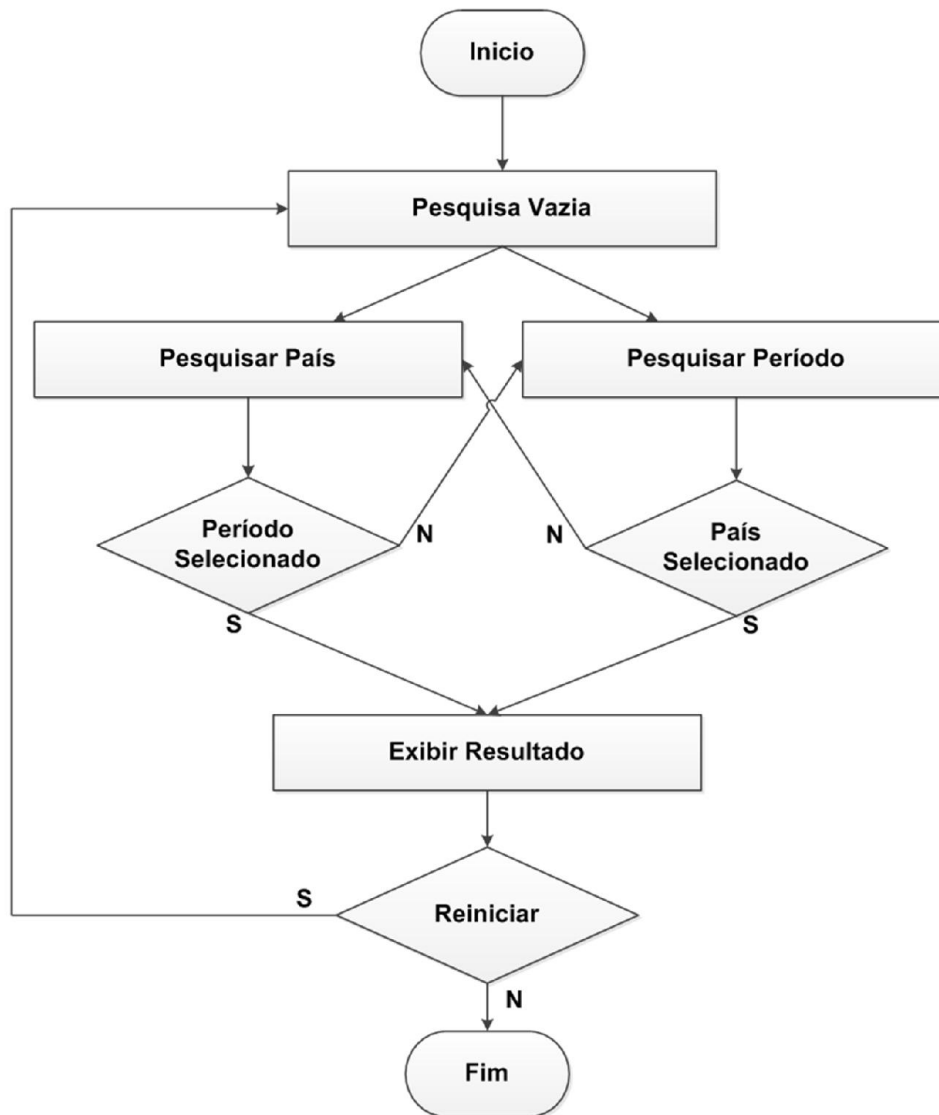 Inicio
Pesquisa Vazia
Pesquisar País
Pesquisar Período
Período
Selecionado
N
N
País
Selecionado
S
S
Exibir Resultado
S
Reiniciar
N
Fim